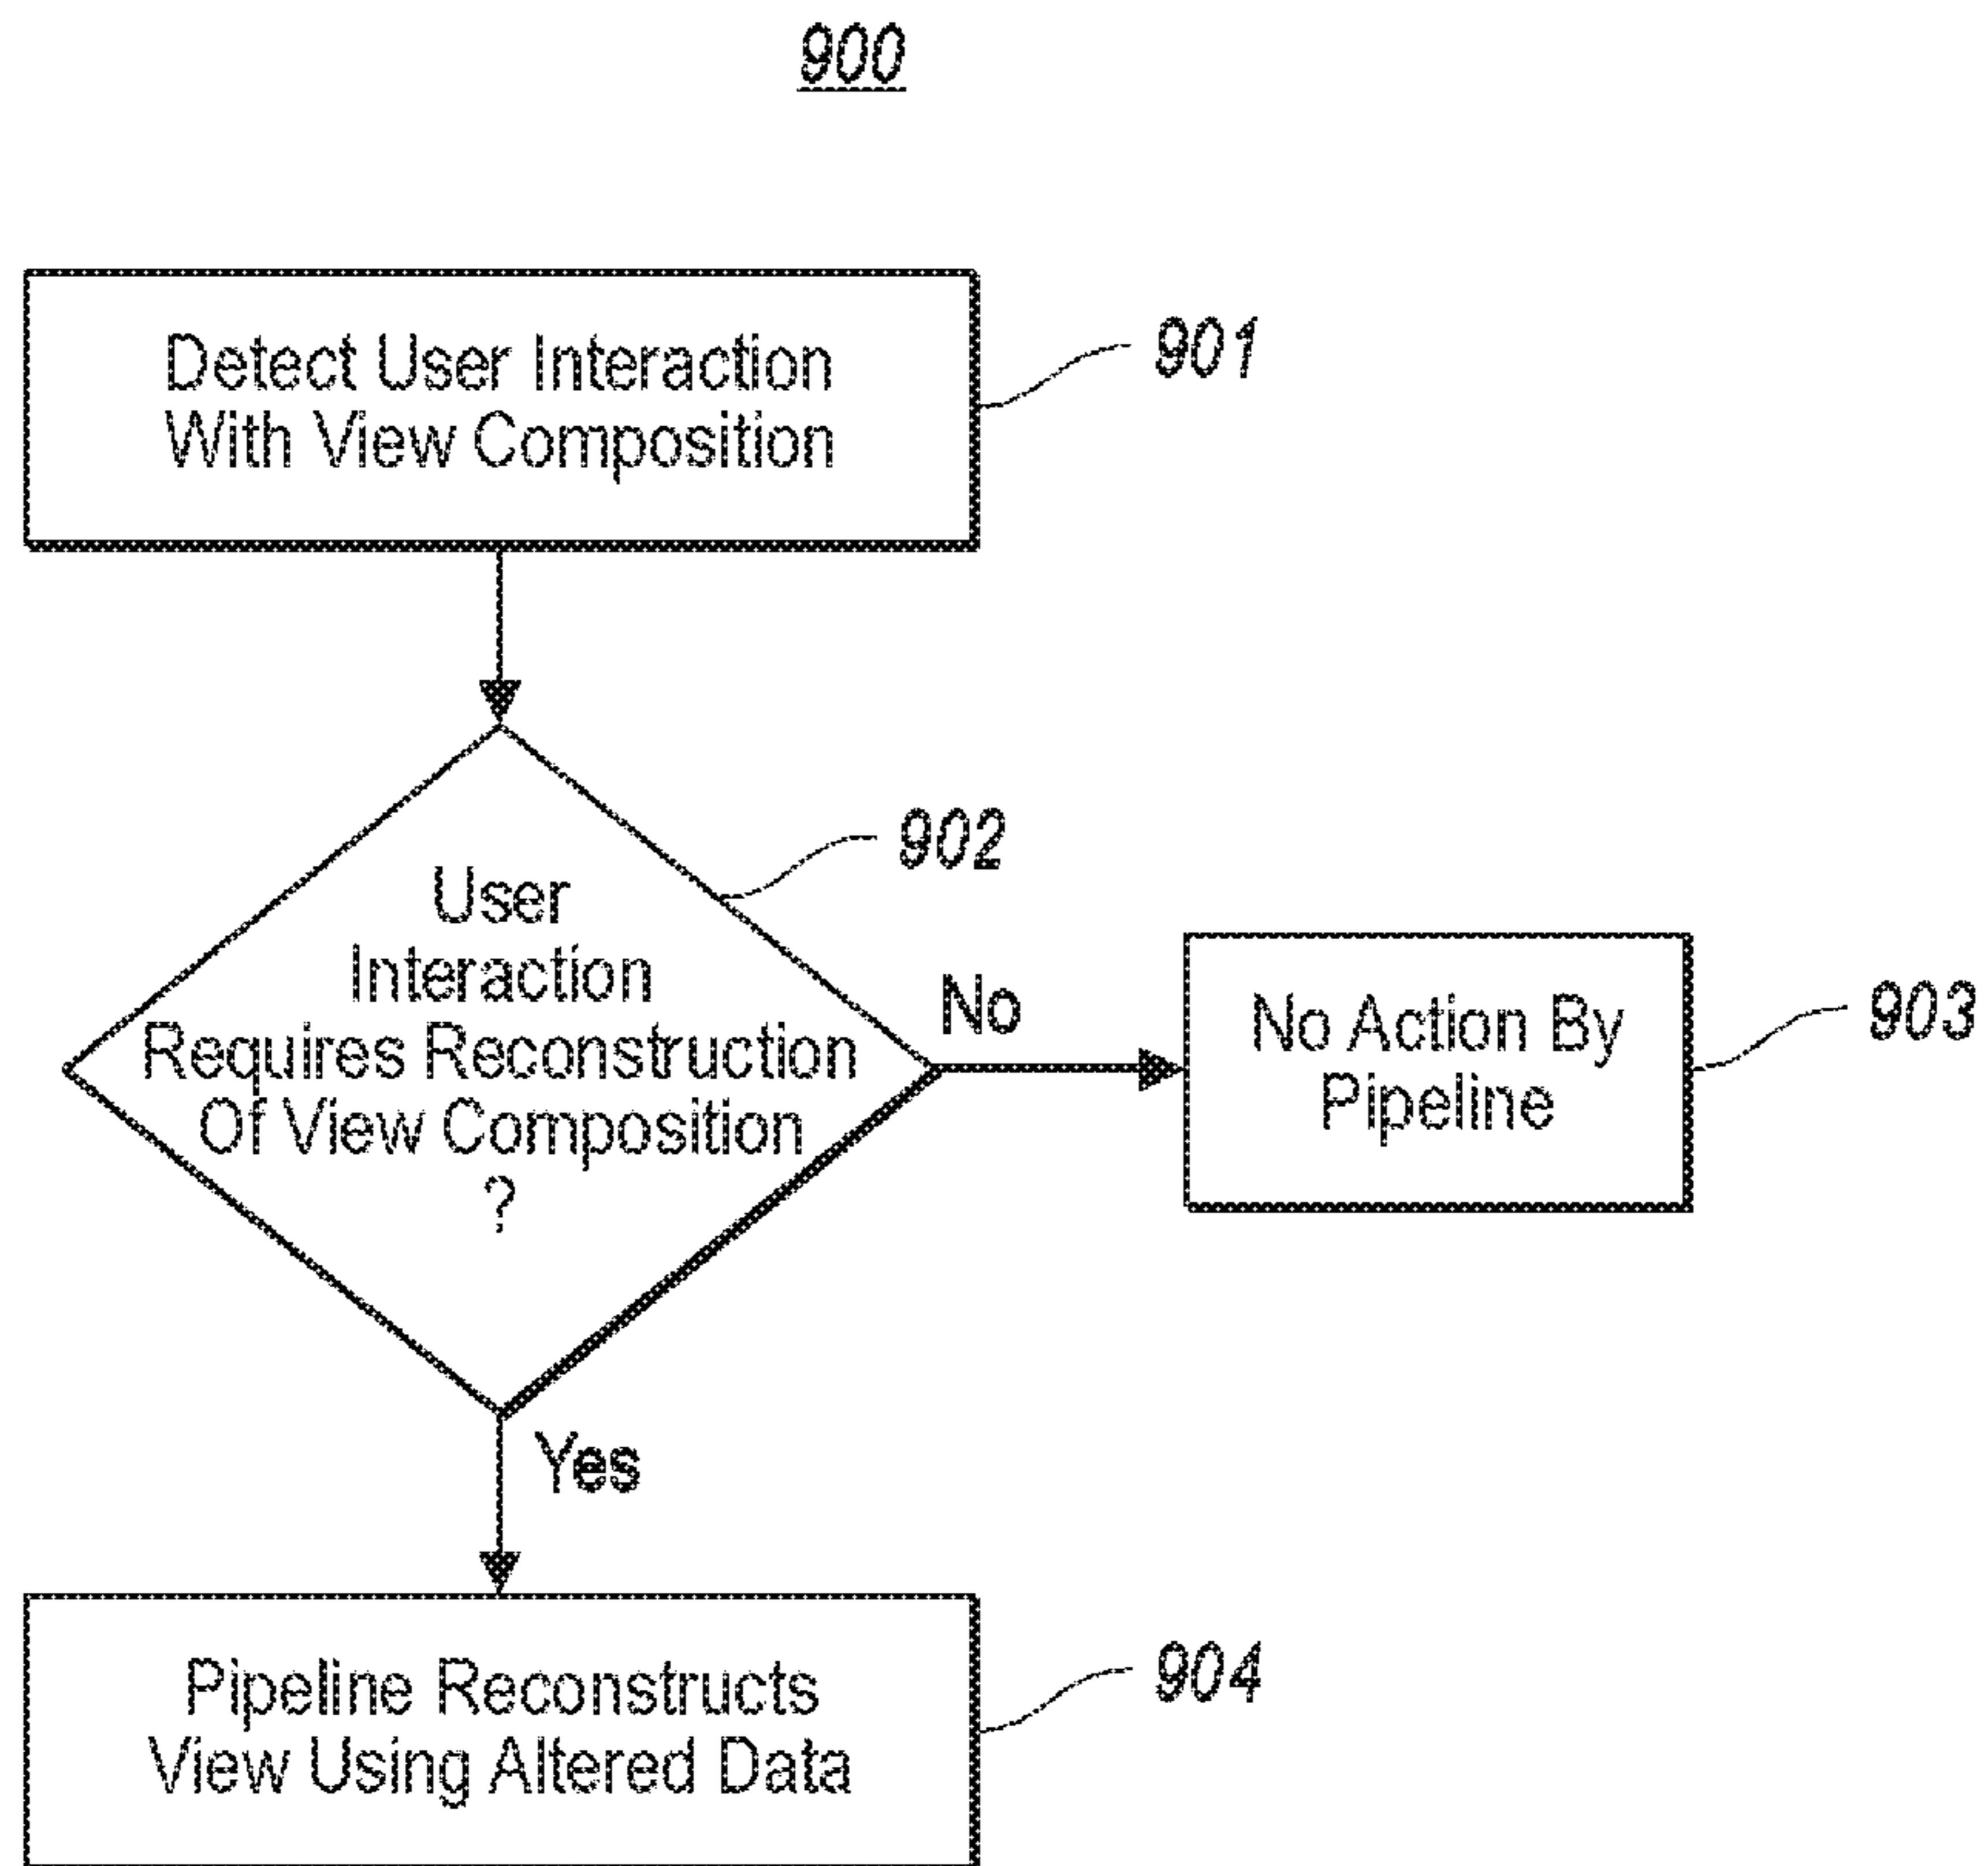 900
Detect User Interaction
With View Composition
901
902
User
Interaction
Requires Reconstruction
Of View Composition
?
No
No Action By
Pipeline
903
Yes
Pipeline Reconstructs
View Using Altered Data
904